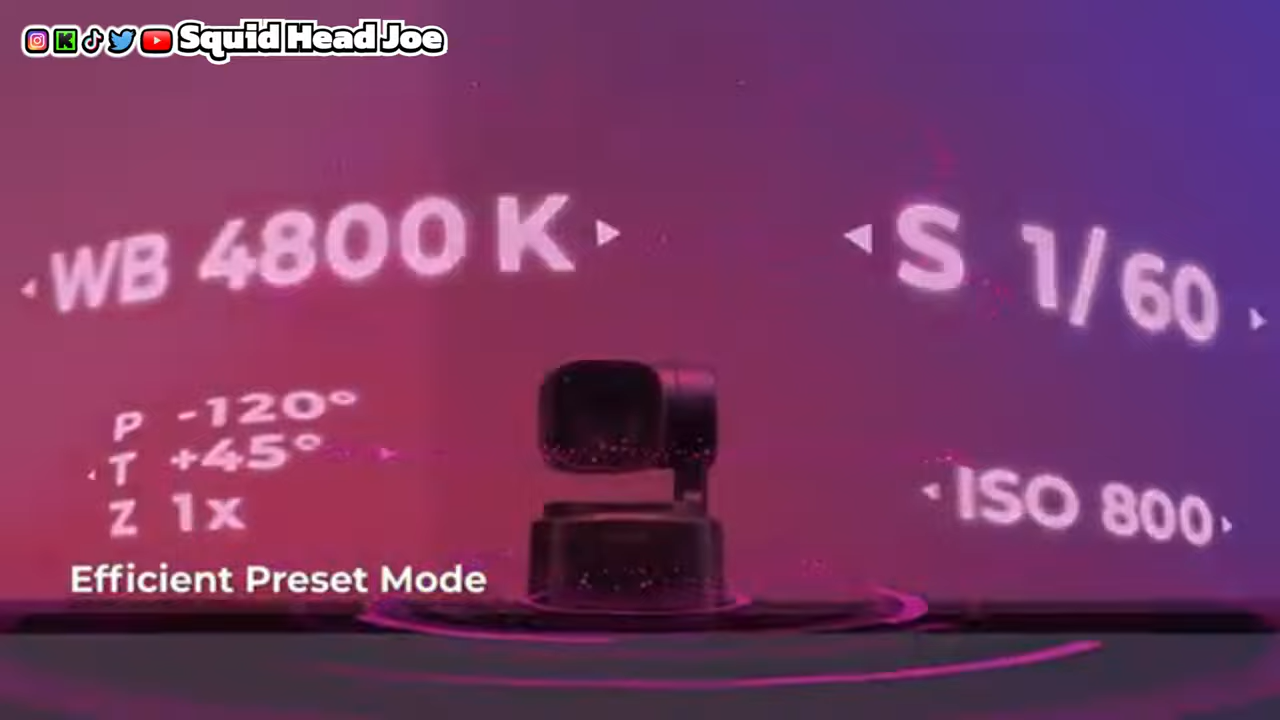 Squid Head Joe
WB 4800 K
S 1/60
P -120°
T +45°
Z 1x
ISO 800
Efficient Preset Mode